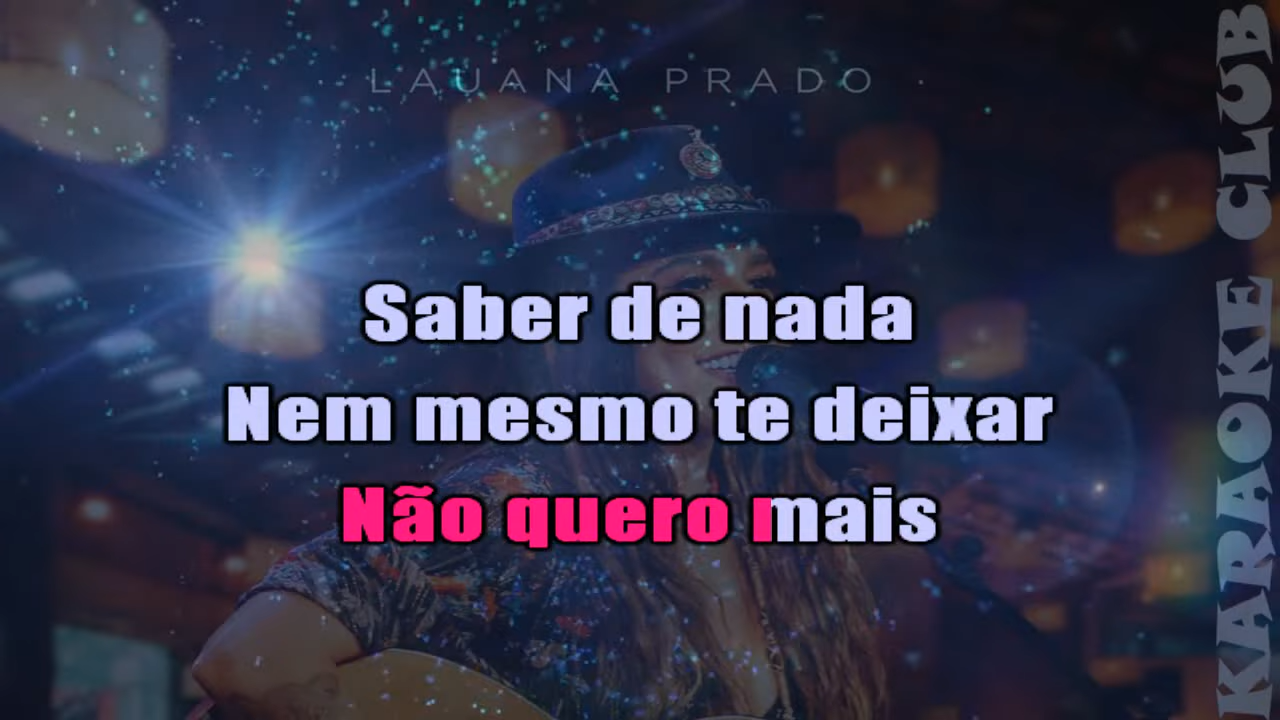 LAUANA PRADO
Saber de nada
Nem mesmo te deixar
Não quero mais
KARAOKE CLUB